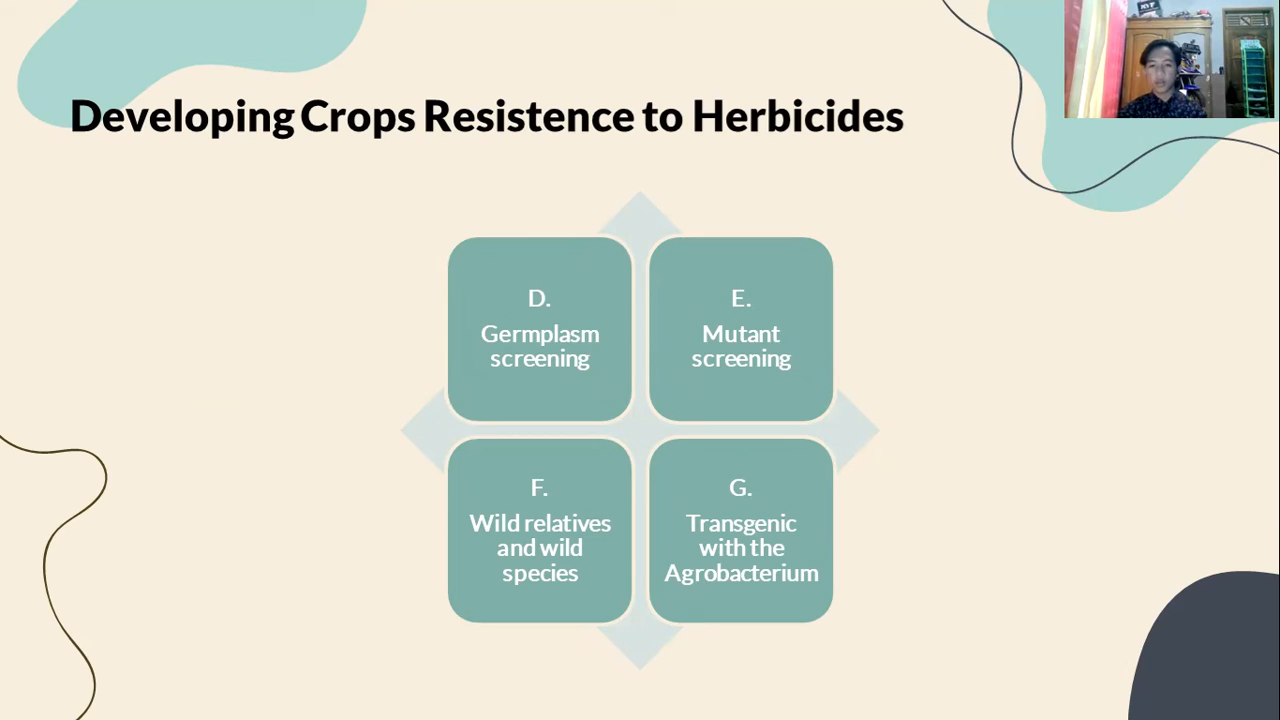 Developing Crops Resistence to Herbicides
D.
Germplasm
screening
E.
Mutant
screening
F.
Wild relatives
and wild
species
G.
Transgenic
with the
Agrobacterium